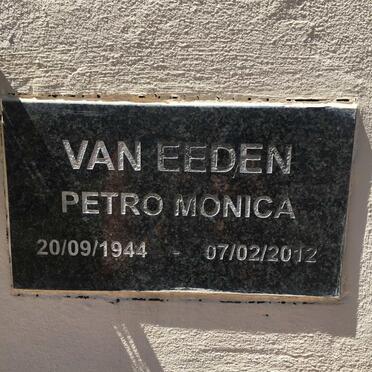 VAN EEDEN
PETRO MONICA
20/09/1944 - 07/02/2012